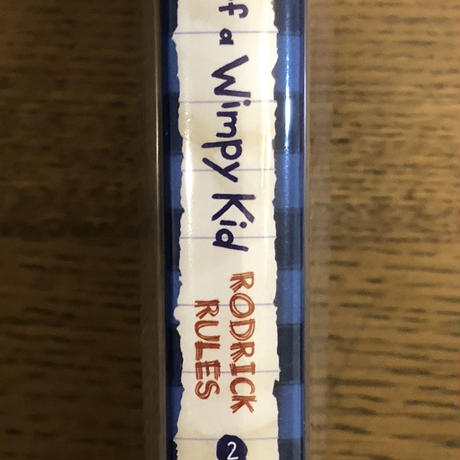 f a Wimpy Kid
RODRICK
RULES
2